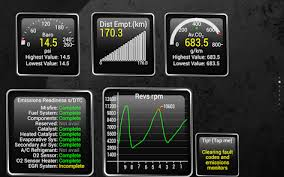 Baro
14.5
psi
Highest Value: 14.5
Lowest Value: 14.5
Dist Empt.(km)
170.3
Av.CO₂
683.5
g/km
Highest Value: 683.5
Lowest Value: 683.5
Emissions Readiness s/DTC
Misfire: Complete
Fuel System: Complete
Component: Complete
Reserved: Not avail
Catalyst: Complete
Heated Catalyst: Complete
Evaporative Sys: Complete
Secondary Air Sys: Complete
A/C Refrigerant: Not avail
O2 Sensor: Complete
O2 Sensor Heater: Complete
EGR System: Incomplete
Revs rpm
Tip! (Tap me)
Clearing fault
codes and
emissions
monitors